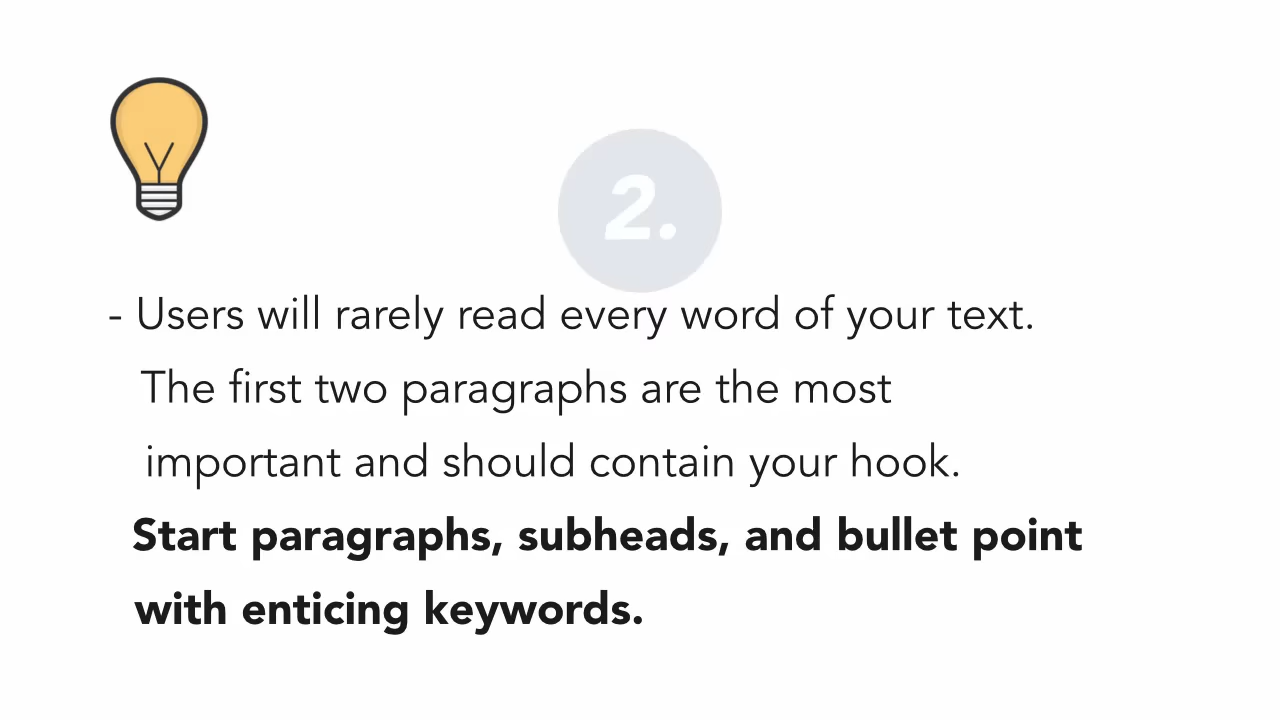 2.
- Users will rarely read every word of your text.
The first two paragraphs are the most
important and should contain your hook.
Start paragraphs, subheads, and bullet point
with enticing keywords.